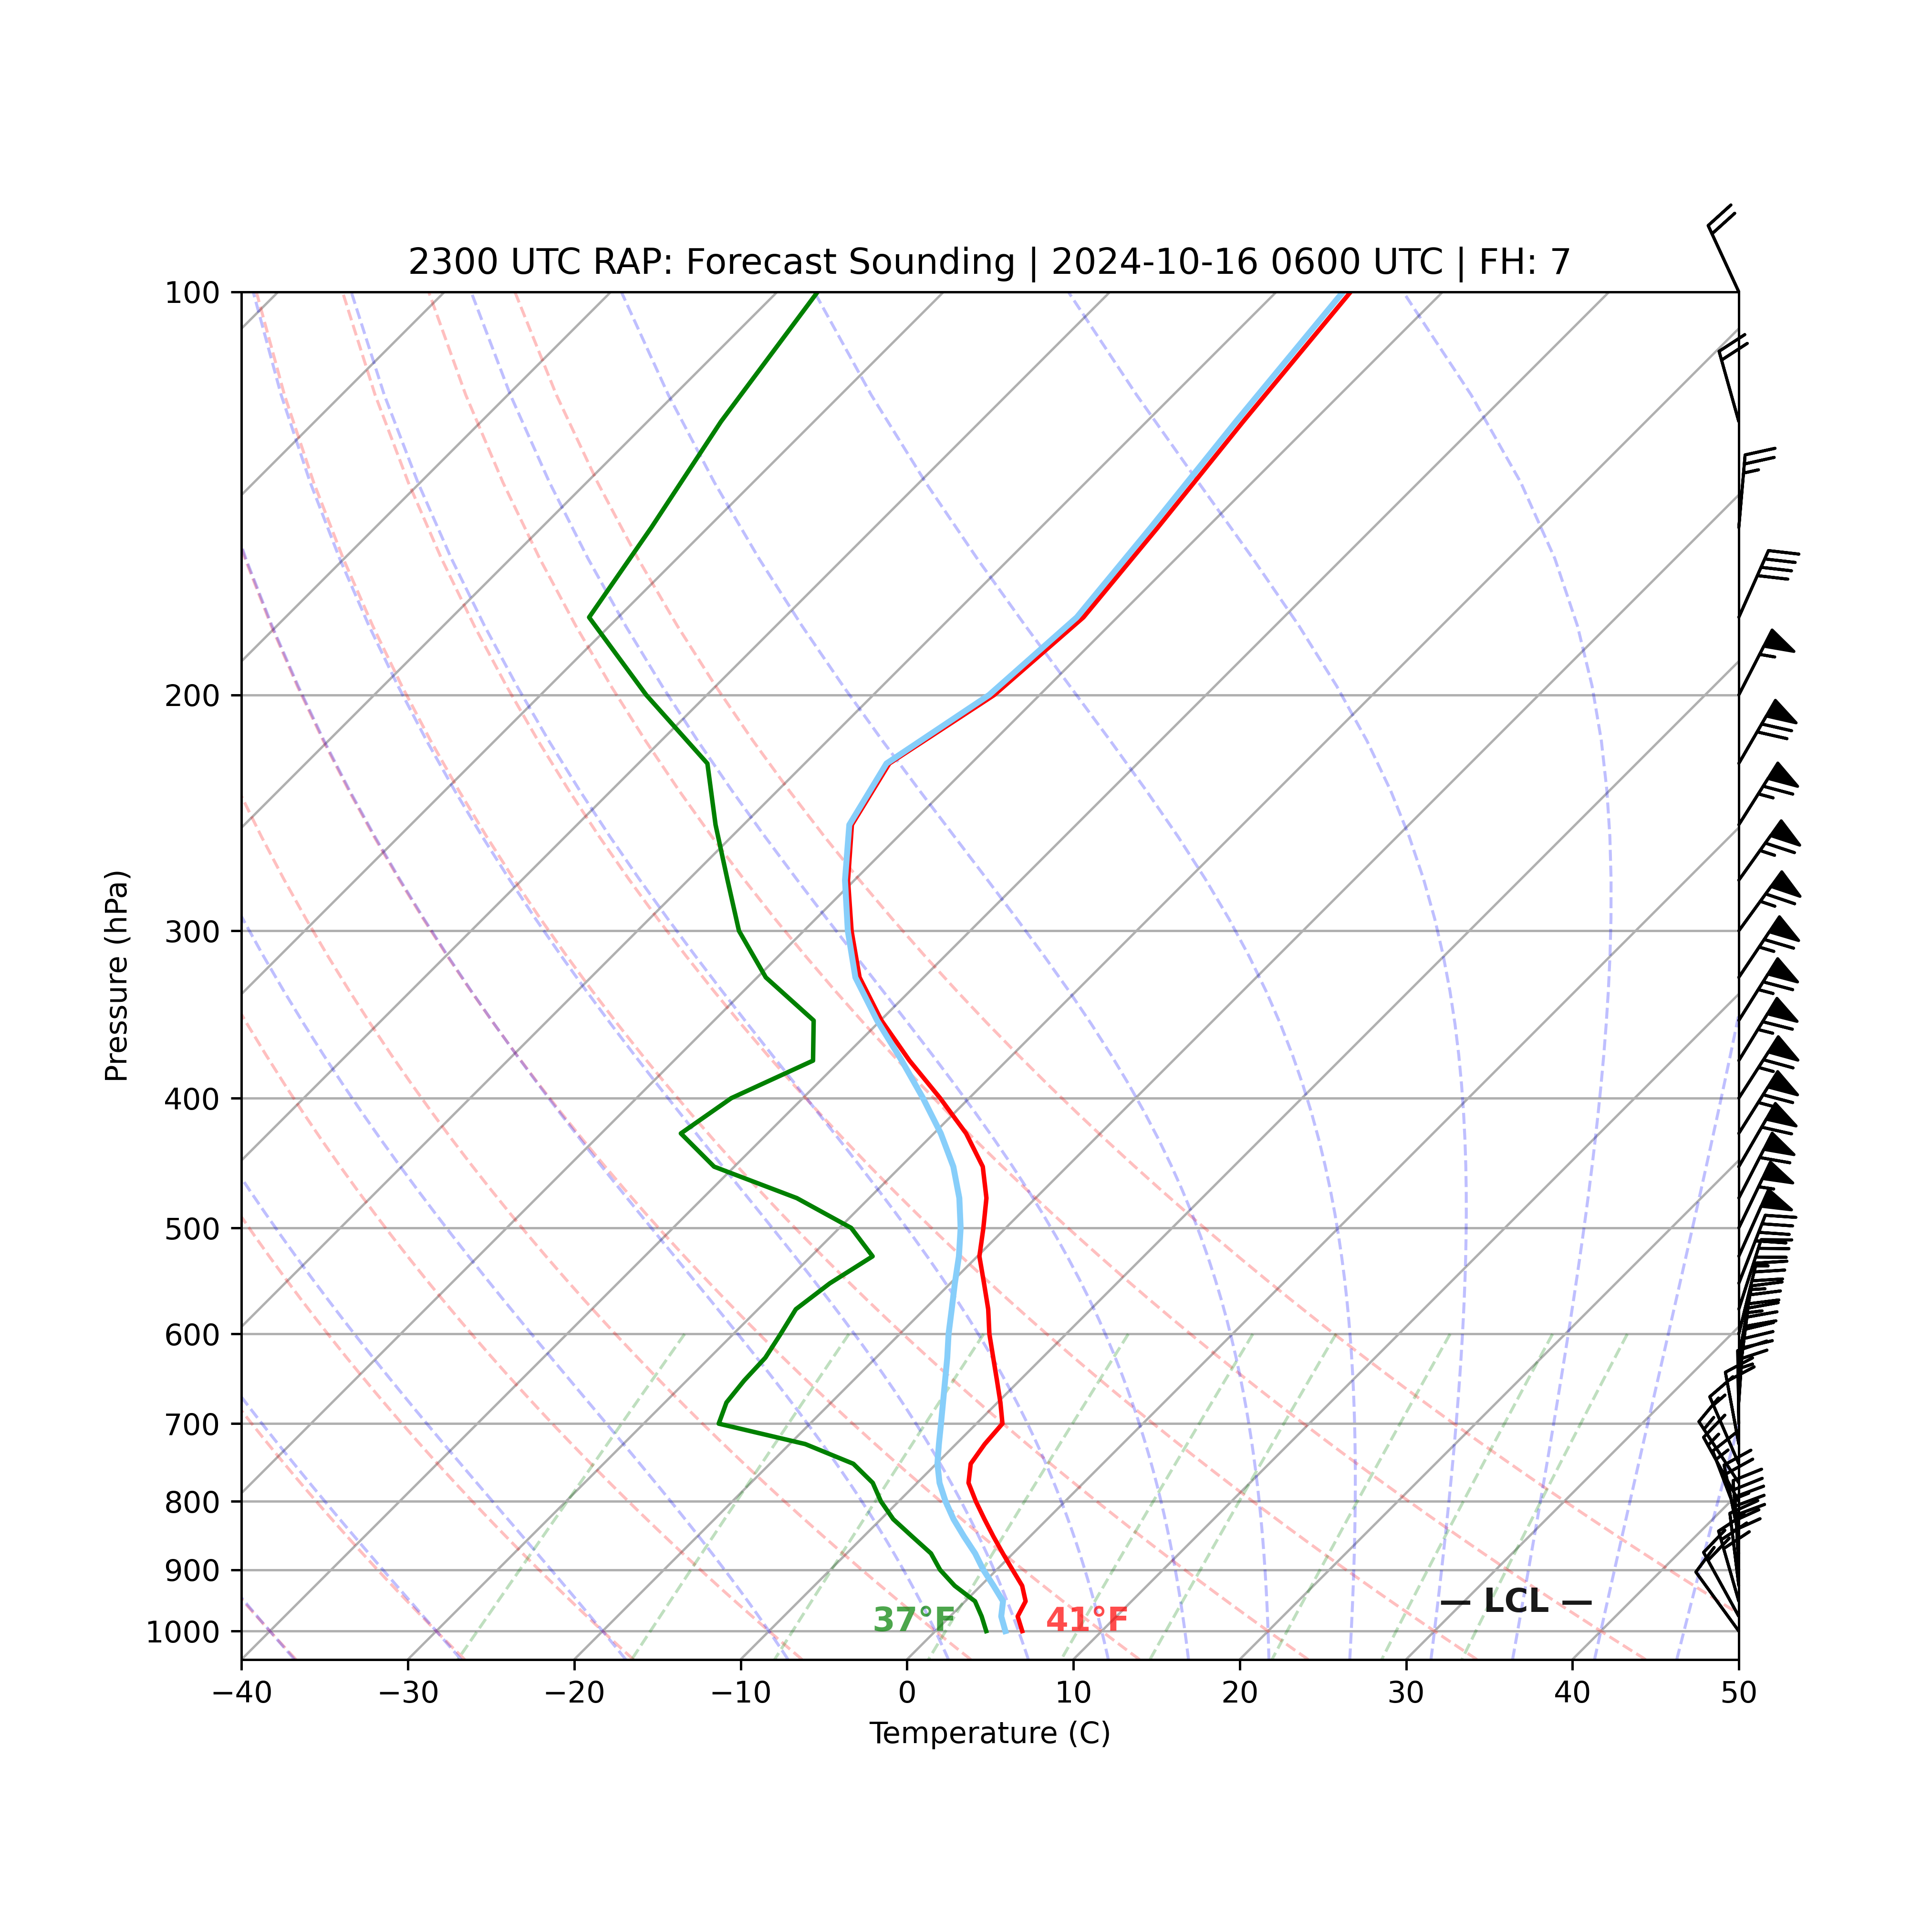 2300 UTC RAP: Forecast Sounding | 2024-10-16 0600 UTC | FH: 7
100
200
300
400
500
600
700
800
900
1000
Pressure (hPa)
37°F
41°F
— LCL —
−40 −30 −20 −10 0 10 20 30 40 50
Temperature (C)